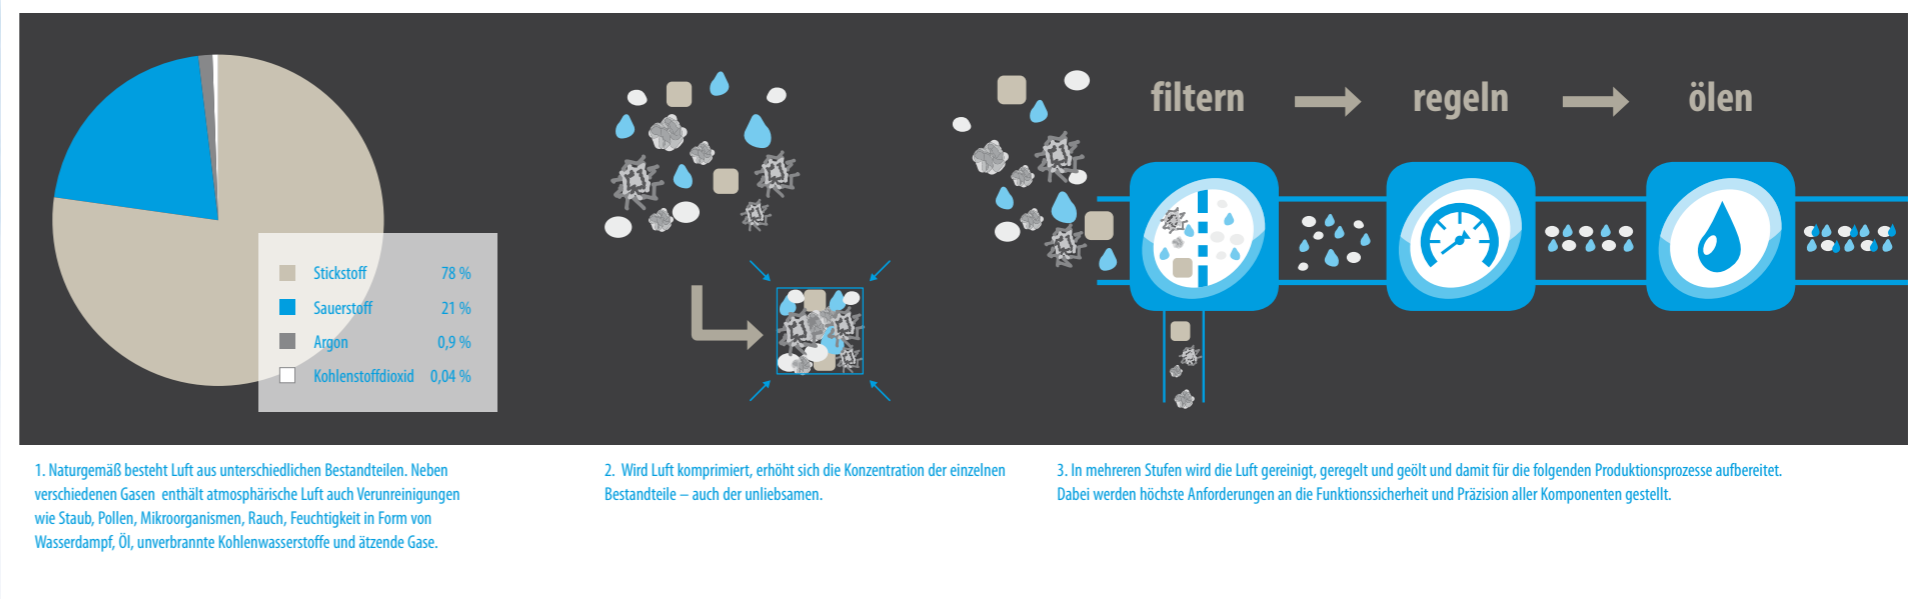 filtern
regeln
ölen
Stickstoff 78 %
Sauerstoff 21 %
Argon 0,9 %
Kohlenstoffdioxid 0,04 %
1. Naturgemäß besteht Luft aus unterschiedlichen Bestandteilen. Neben
verschiedenen Gasen enthält atmosphärische Luft auch Verunreinigungen
wie Staub, Pollen, Mikroorganismen, Rauch, Feuchtigkeit in Form von
Wasserdampf, Öl, unverbrannte Kohlenwasserstoffe und ätzende Gase.
2. Wird Luft komprimiert, erhöht sich die Konzentration der einzelnen
Bestandteile – auch der unliebsamen.
3. In mehreren Stufen wird die Luft gereinigt, geregelt und geölt und damit für die folgenden Produktionsprozesse aufbereitet.
Dabei werden höchste Anforderungen an die Funktionssicherheit und Präzision aller Komponenten gestellt.